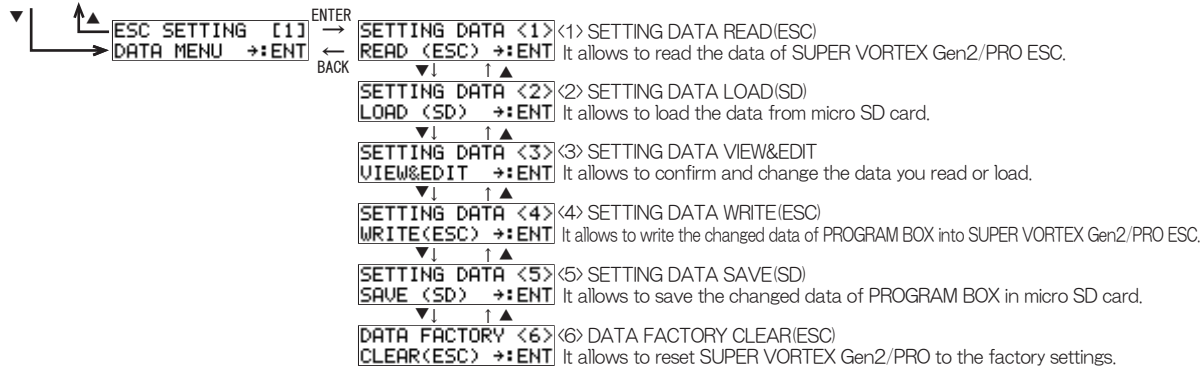 ▼ ▲ ENTER
ESC SETTING [1] → SETTING DATA <1> <1> SETTING DATA READ(ESC)
DATA MENU →:ENT ← READ (ESC) →:ENT It allows to read the data of SUPER VORTEX Gen2/PRO ESC.
BACK ▼↓ ↑▲
SETTING DATA <2> <2> SETTING DATA LOAD(SD)
LOAD (SD) →:ENT It allows to load the data from micro SD card.
▼↓ ↑▲
SETTING DATA <3> <3> SETTING DATA VIEW&EDIT
VIEW&EDIT →:ENT It allows to confirm and change the data you read or load.
▼↓ ↑▲
SETTING DATA <4> <4> SETTING DATA WRITE(ESC)
WRITE(ESC) →:ENT It allows to write the changed data of PROGRAM BOX into SUPER VORTEX Gen2/PRO ESC.
▼↓ ↑▲
SETTING DATA <5> <5> SETTING DATA SAVE(SD)
SAVE (SD) →:ENT It allows to save the changed data of PROGRAM BOX in micro SD card.
▼↓ ↑▲
DATA FACTORY <6> <6> DATA FACTORY CLEAR(ESC)
CLEAR(ESC) →:ENT It allows to reset SUPER VORTEX Gen2/PRO to the factory settings.